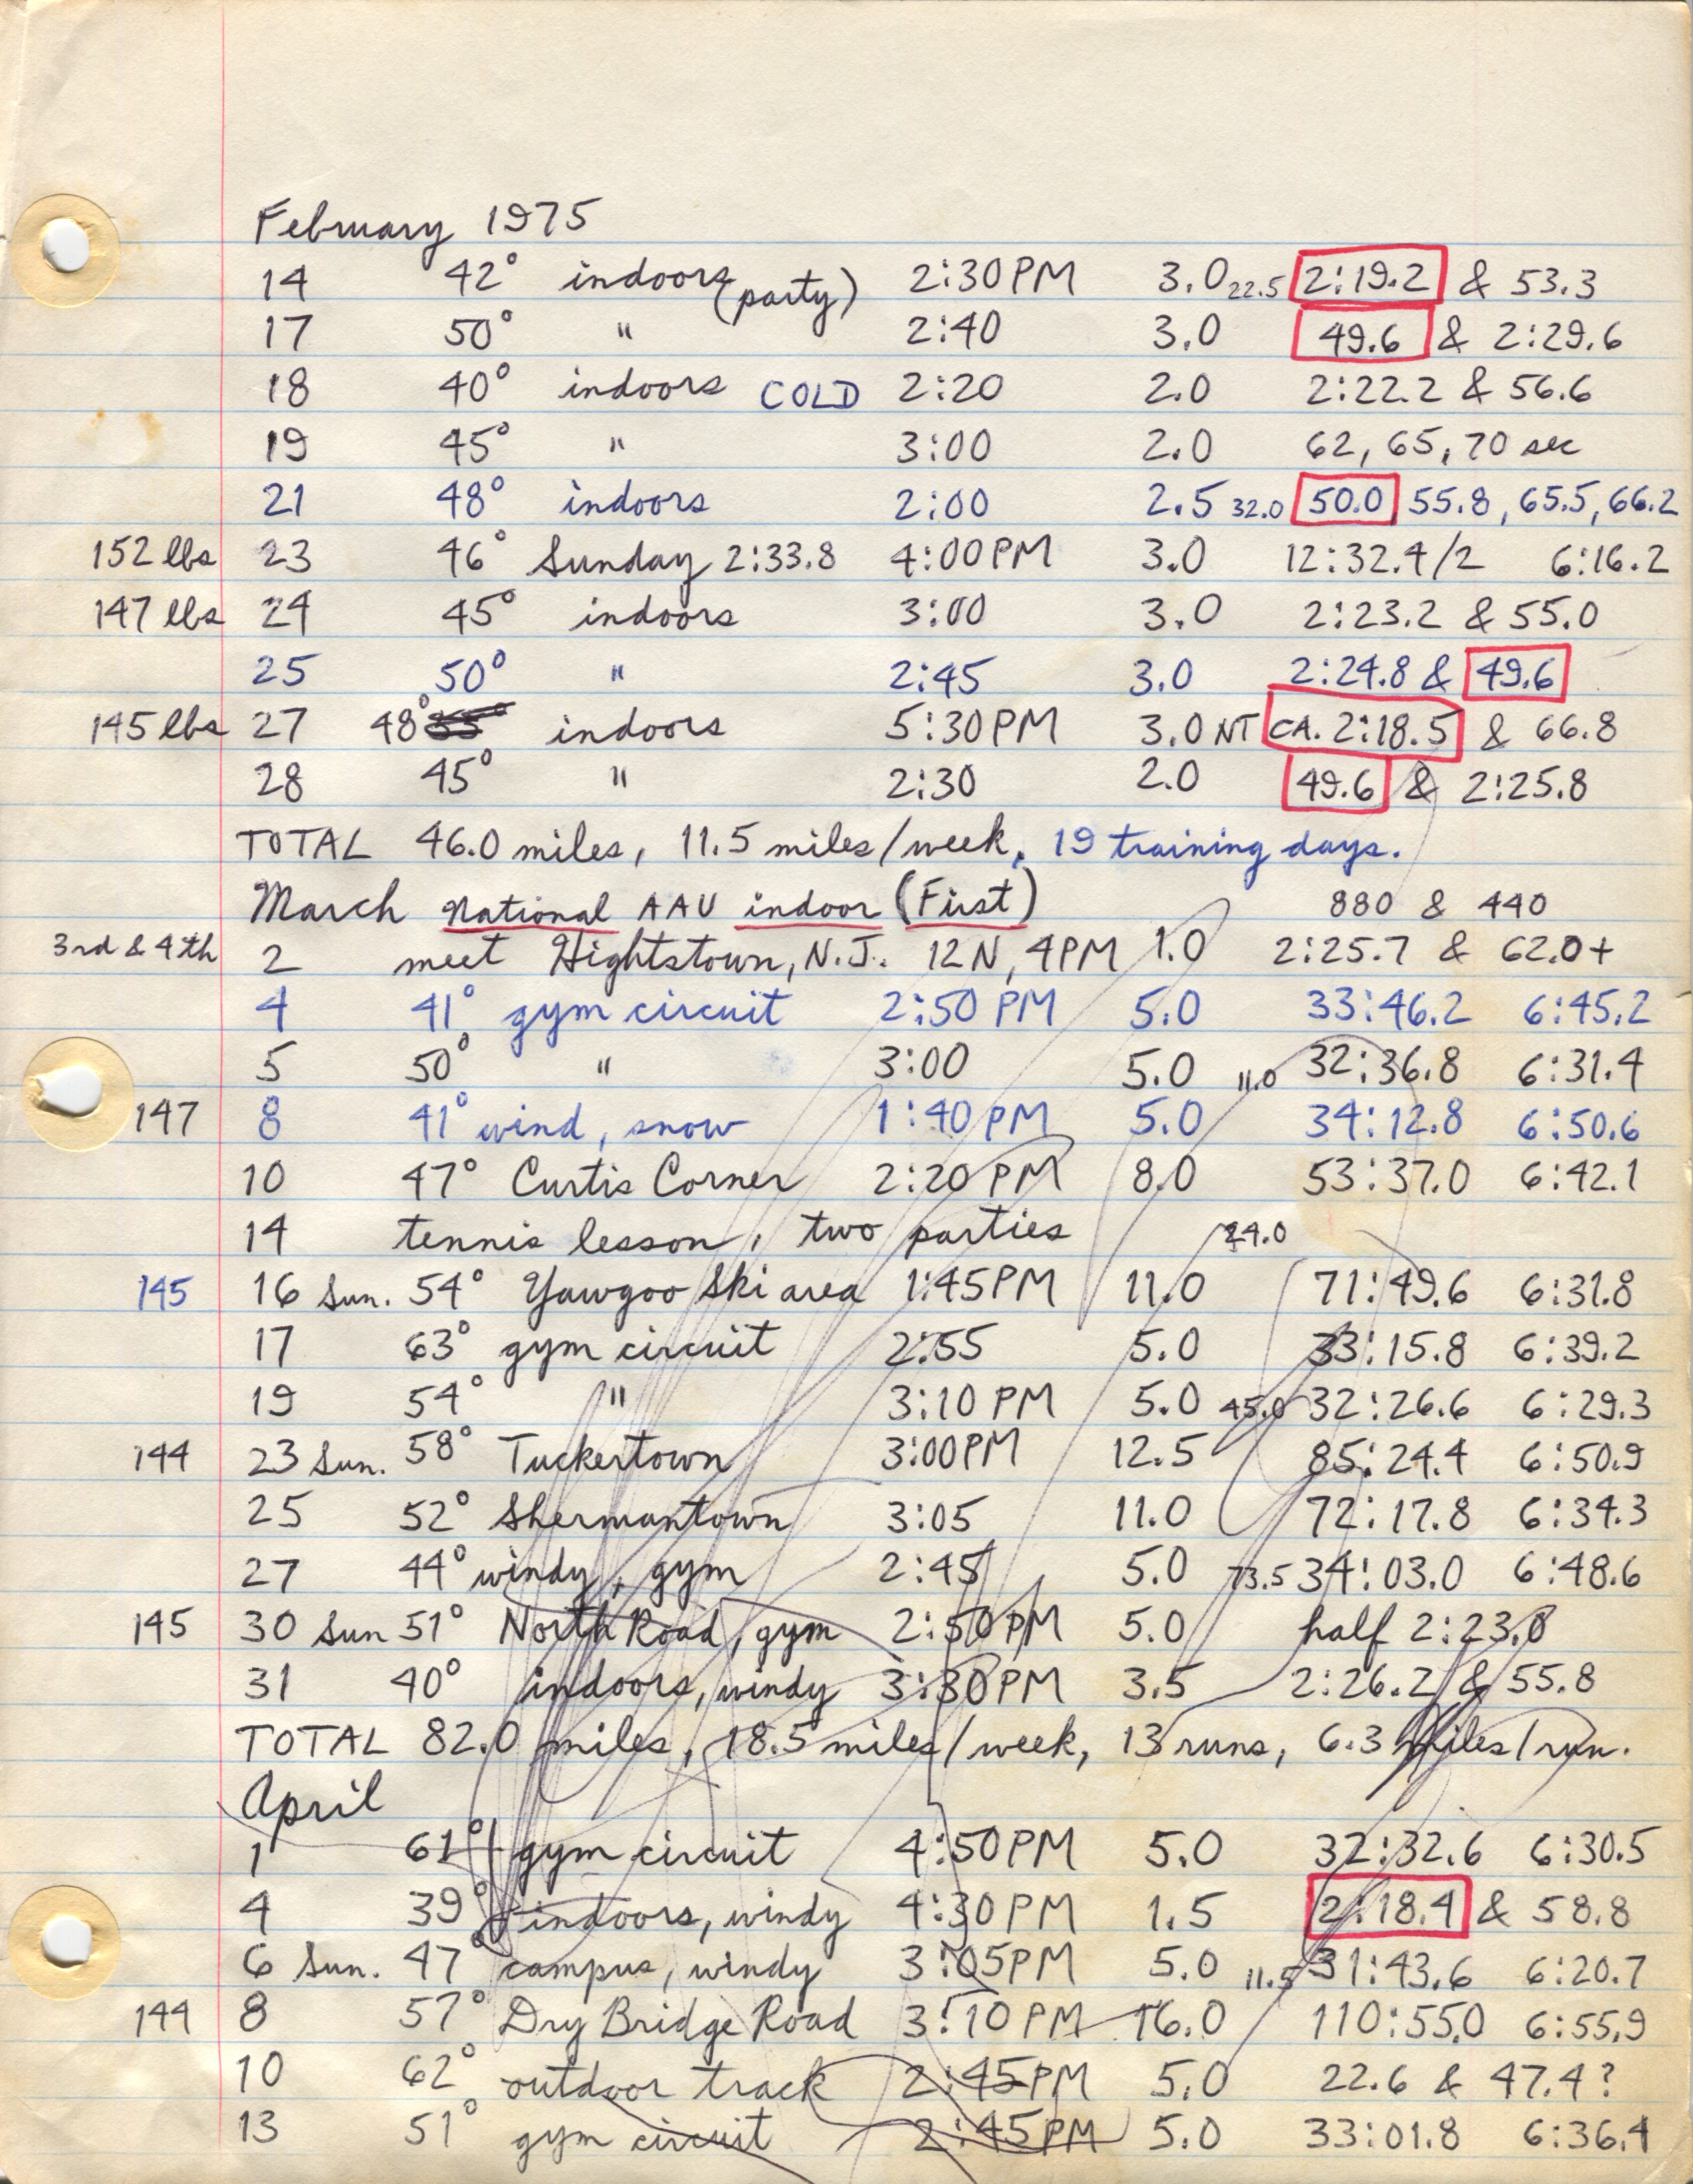 February 1975
14 42° indoors (party) 2:30PM 3.0 22.5 2:19.2 & 53.3
17 50° " 2:40 3.0 49.6 & 2:29.6
18 40° indoors COLD 2:20 2.0 2:22.2 & 56.6
19 45° " 3:00 2.0 62, 65, 70 sec
21 48° indoors 2:00 2.5 32.0 50.0 55.8, 65.5, 66.2
152 lbs 23 46° Sunday 2:33.8 4:00PM 3.0 12:32.4/2 6:16.2
147 lbs 24 45° indoors 3:00 3.0 2:23.2 & 55.0
25 50° " 2:45 3.0 2:24.8 & 49.6
145 lbs 27 48° indoors 5:30PM 3.0 NT CA. 2:18.5 & 66.8
28 45° " 2:30 2.0 49.6 & 2:25.8
TOTAL 46.0 miles, 11.5 miles/week, 19 training days.
March National AAU indoor (First) 880 & 440
3rd & 4th 2 meet Hightstown, N.J. 12N, 4PM 1.0 2:25.7 & 62.0+
4 41° gym circuit 2:50 PM 5.0 33:46.2 6:45.2
5 50° " 3:00 5.0 11.0 32:36.8 6:31.4
147 8 41° wind, snow 1:40 PM 5.0 34:12.8 6:50.6
10 47° Curtis Corner 2:20 PM 8.0 53:37.0 6:42.1
14 tennis lesson, two parties 24.0
145 16 Sun. 54° Yawgoo Ski area 1:45PM 11.0 71:49.6 6:31.8
17 63° gym circuit 2:55 5.0 33:15.8 6:39.2
19 54° " 3:10 PM 5.0 45.0 32:26.6 6:29.3
144 23 Sun. 58° Tuckertown 3:00PM 12.5 85:24.4 6:50.9
25 52° Shermantown 3:05 11.0 72:17.8 6:34.3
27 44° windy, gym 2:45 5.0 73.5 34:03.0 6:48.6
145 30 Sun 51° North Road, gym 2:50PM 5.0 half 2:23.0
31 40° indoors, windy 3:30PM 3.5 2:26.2 & 55.8
TOTAL 82.0 miles, 18.5 miles/week, 13 runs, 6.3 miles/run.
April
1 61° gym circuit 4:50PM 5.0 32:32.6 6:30.5
4 39° indoors, windy 4:30PM 1.5 2:18.4 & 58.8
6 Sun. 47° campus, windy 3:05PM 5.0 11.5 31:43.6 6:20.7
144 8 57° Dry Bridge Road 3:10 PM 16.0 110:55.0 6:55.9
10 62° outdoor track 2:45PM 5.0 22.6 & 47.4?
13 51° gym circuit 2:45PM 5.0 33:01.8 6:36.4